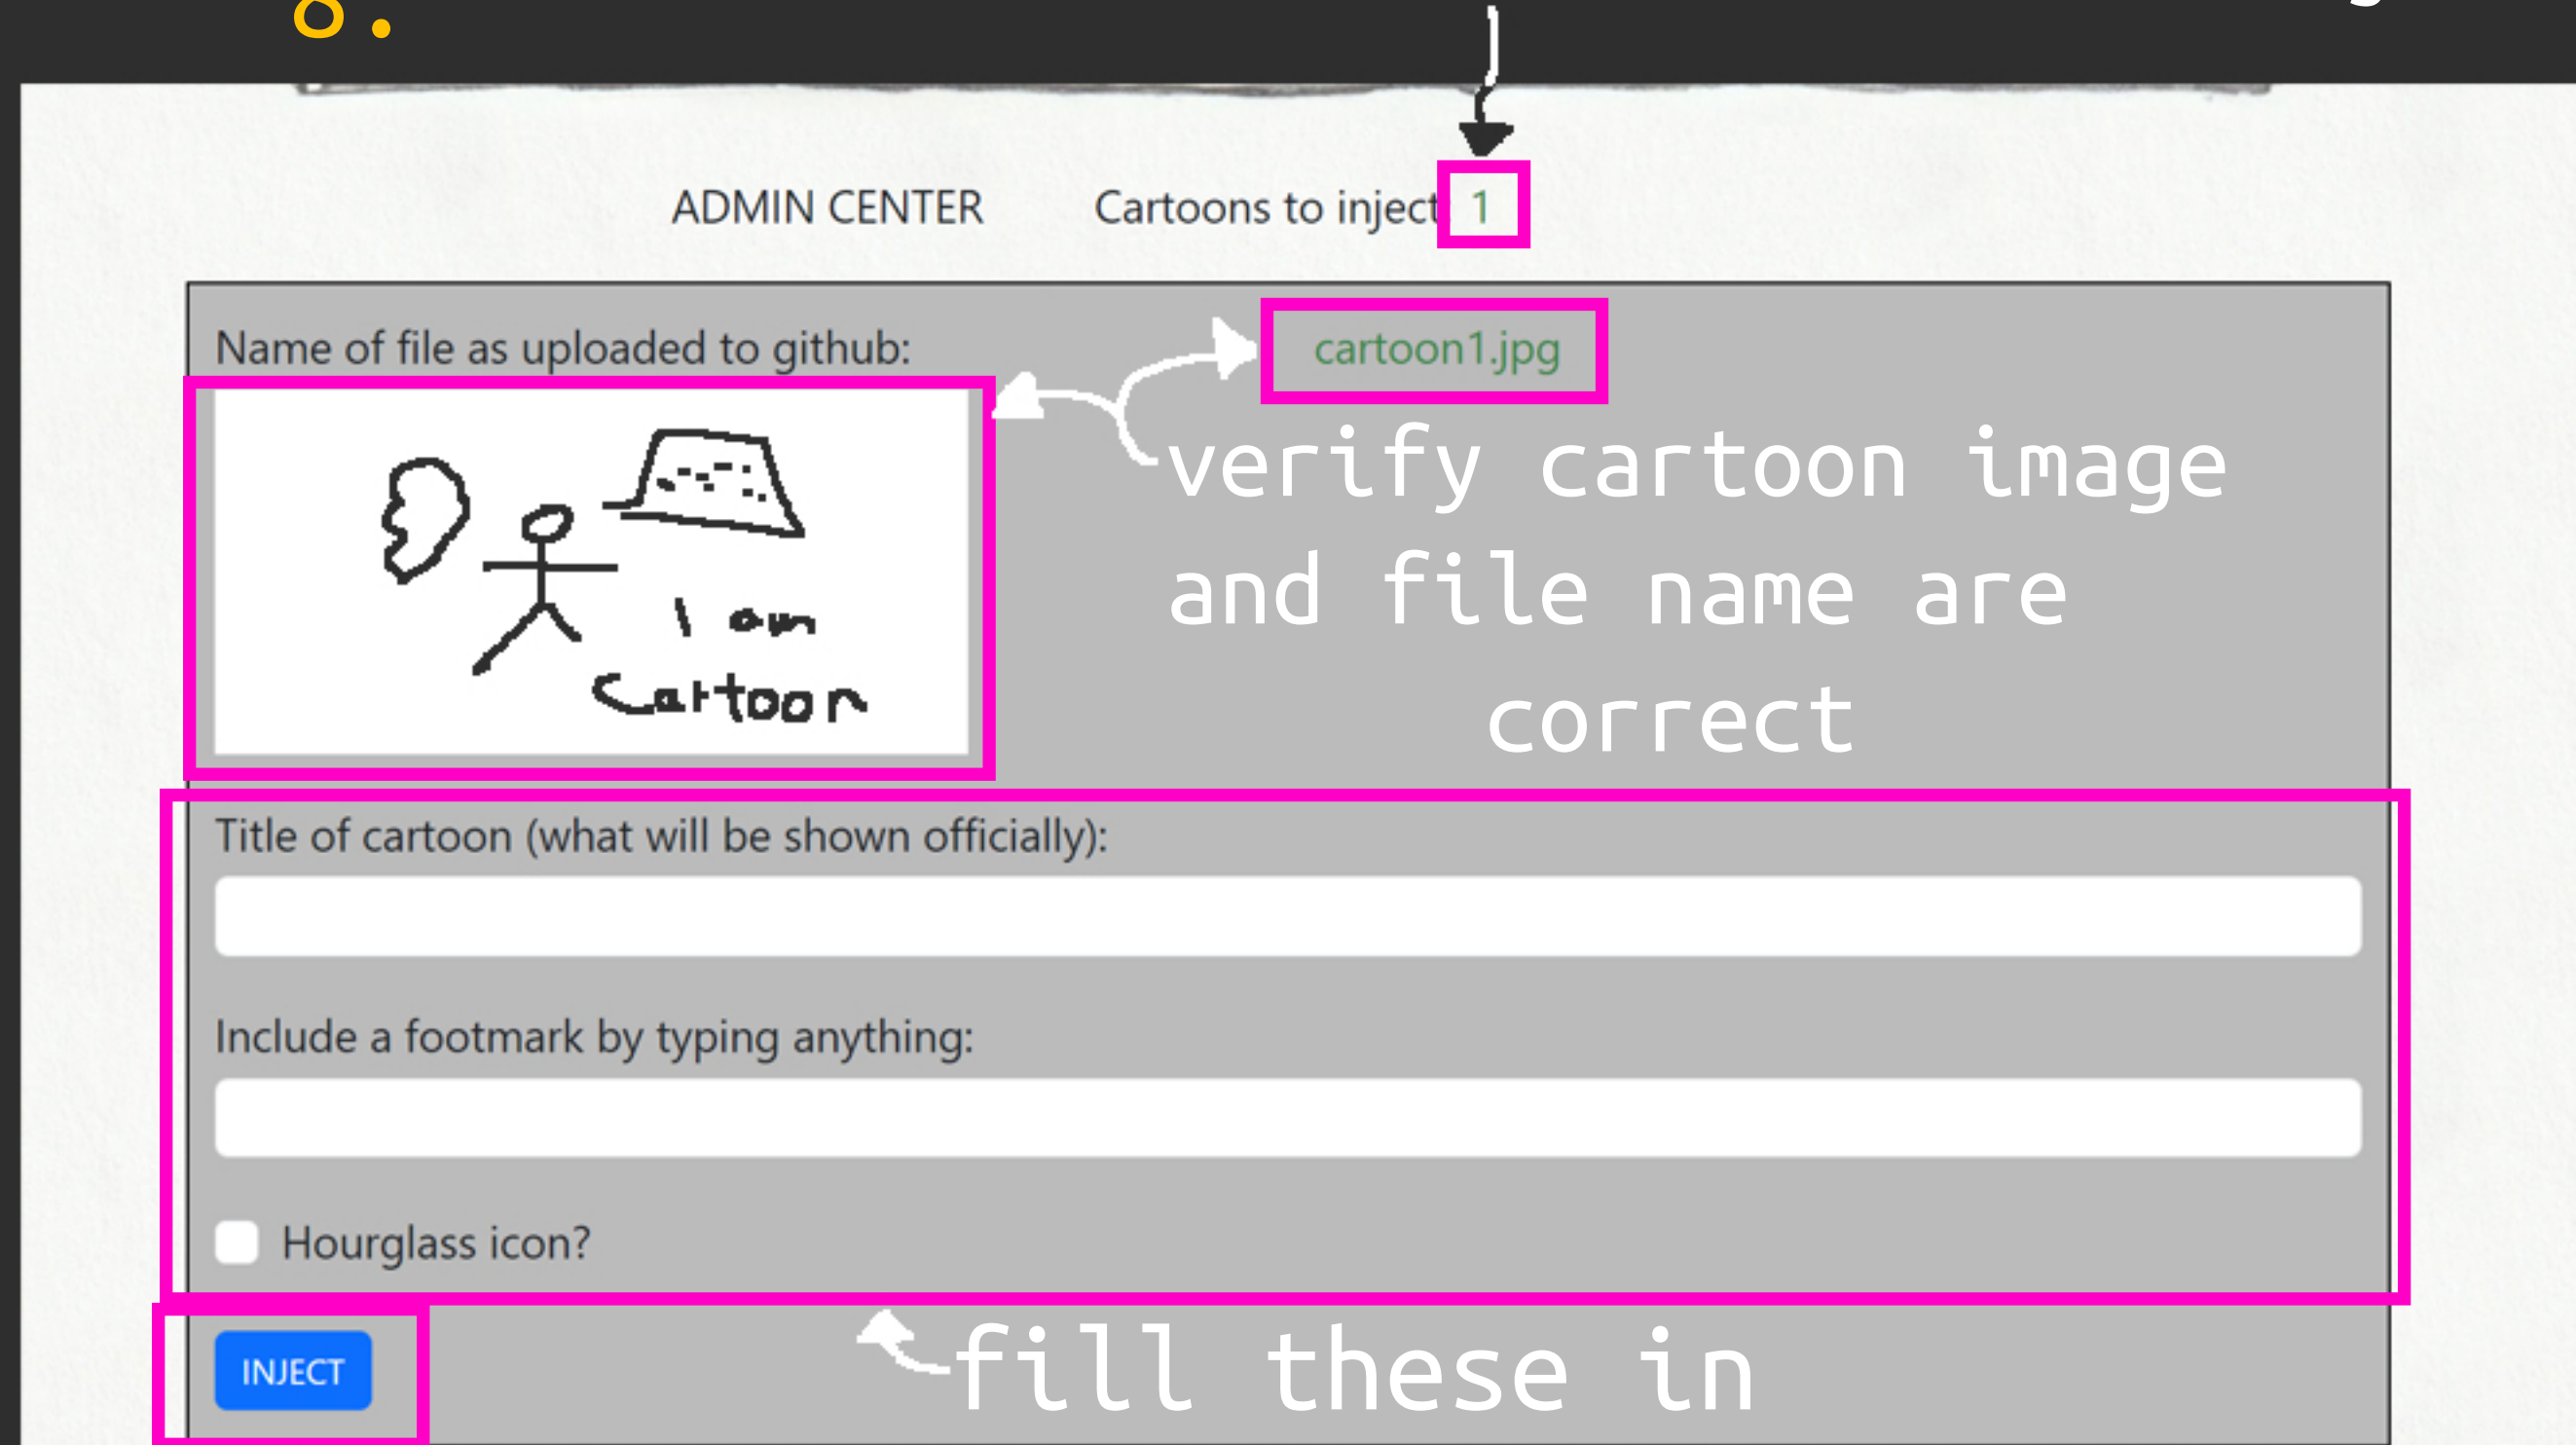 8.
ADMIN CENTER Cartoons to inject 1
Name of file as uploaded to github: cartoon1.jpg
verify cartoon image
and file name are
correct
I am
Cartoon
Title of cartoon (what will be shown officially):
Include a footmark by typing anything:
Hourglass icon?
INJECT
fill these in